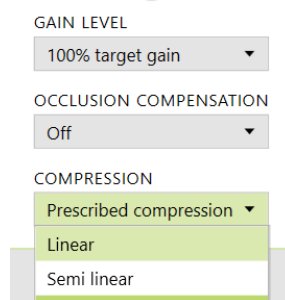 GAIN LEVEL
100% target gain
OCCLUSION COMPENSATION
Off
COMPRESSION
Prescribed compression
Linear
Semi linear